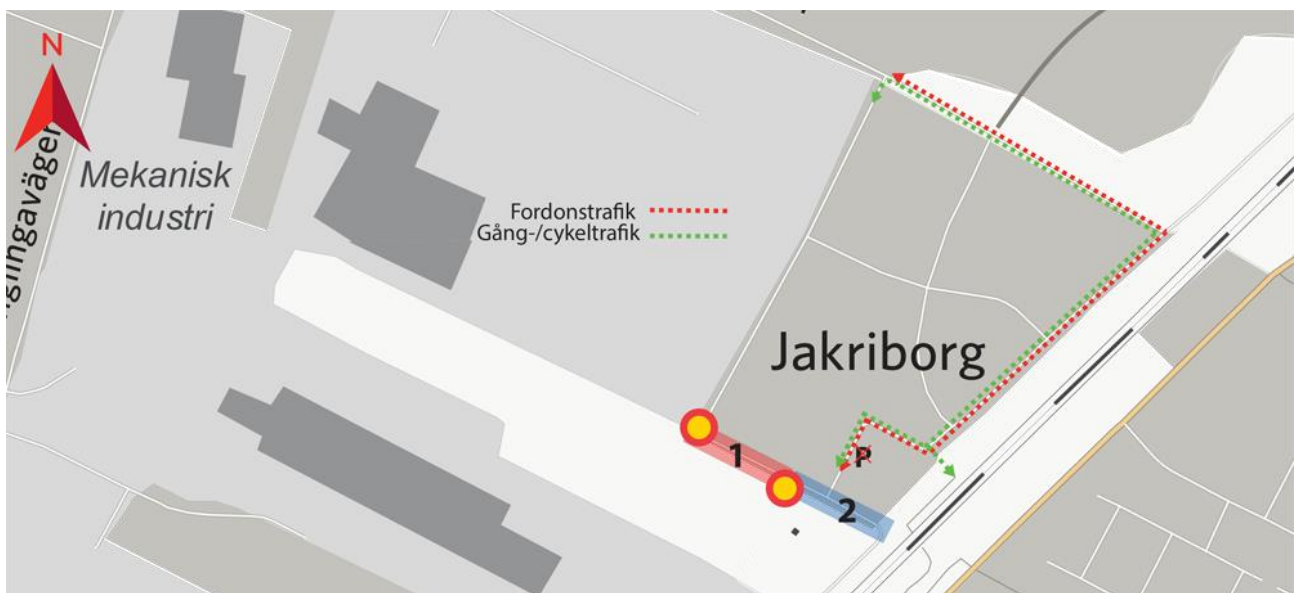 N
Mekanisk
industri
Fordonstrafik
Gång-/cykeltrafik
Jakriborg
1
P
2